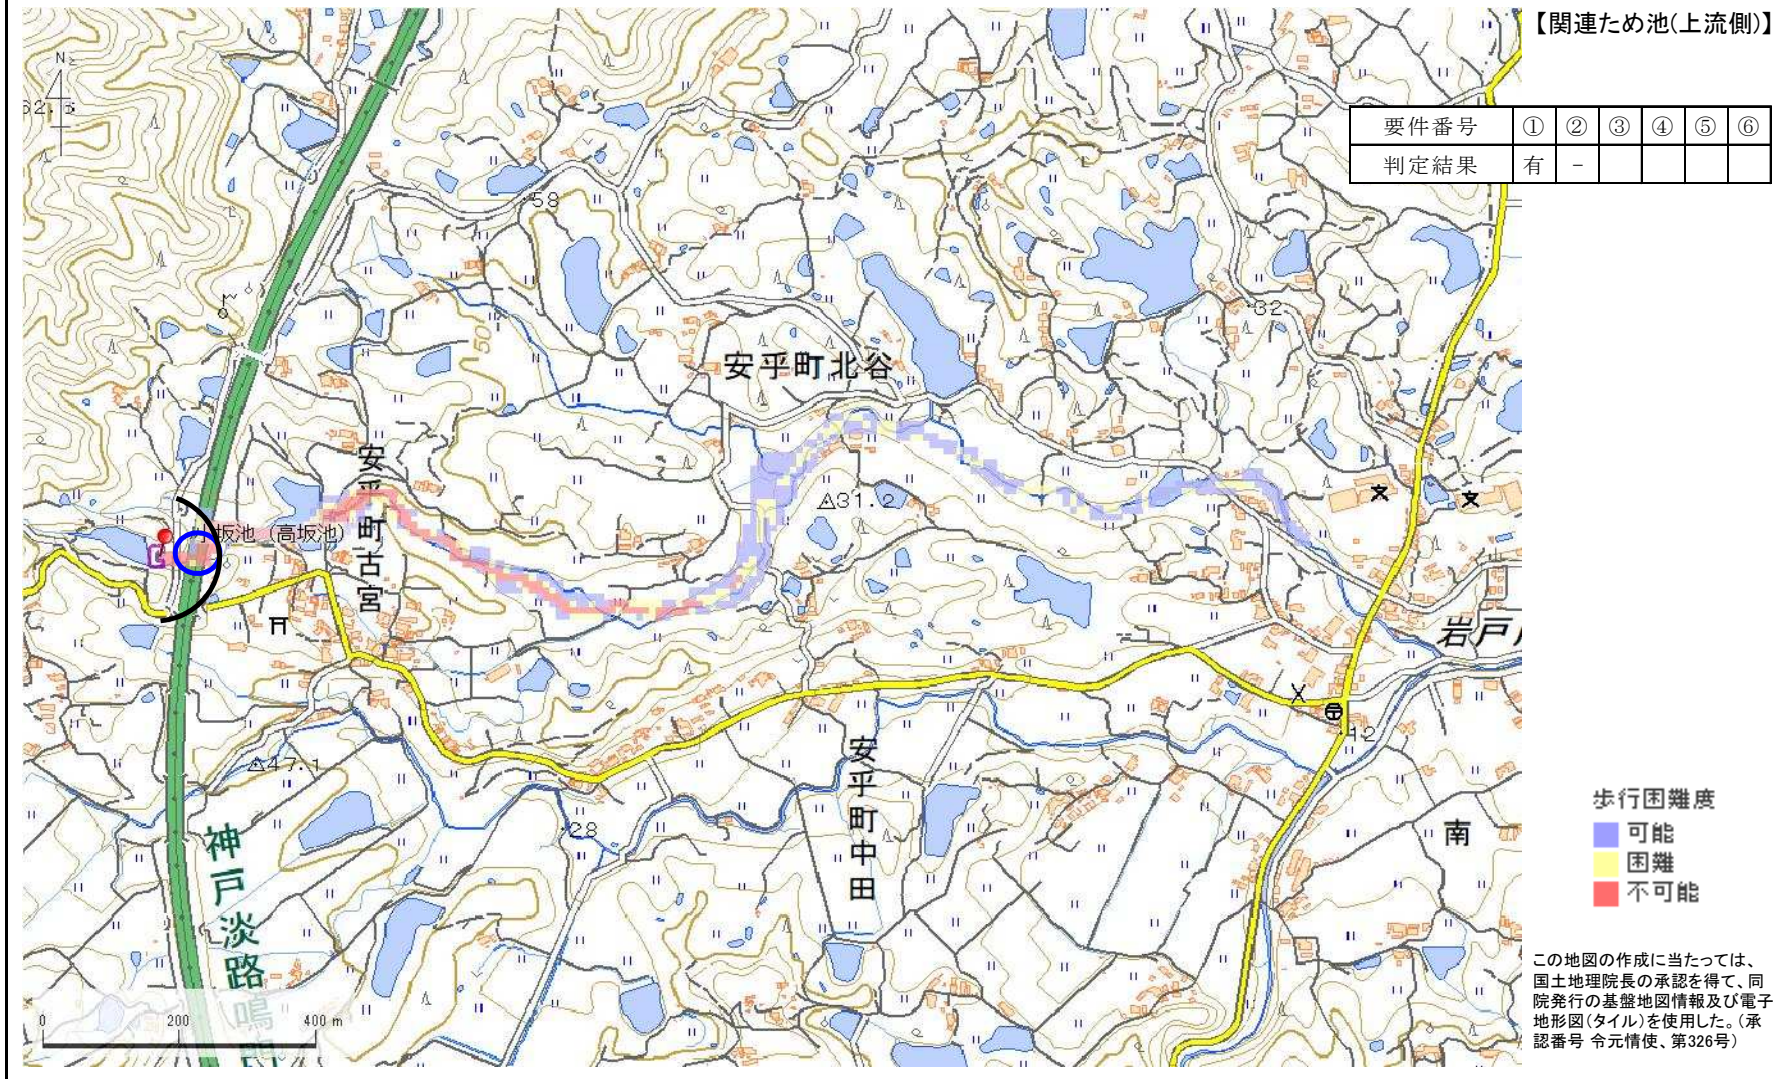 【関連ため池(上流側)】
要件番号 ① ② ③ ④ ⑤ ⑥
判定結果 有 -
N
58
50
32
安乎町北谷
安乎町古宮
31.2
坂池（高坂池）
岩戸
12
47.1
28
安乎町中田
南
神戸淡路鳴門
0 200 400 m
歩行困難度
可能
困難
不可能
この地図の作成に当たっては、
国土地理院長の承認を得て、同
院発行の基盤地図情報及び電子
地形図(タイル)を使用した。(承
認番号 令元情使、第326号)